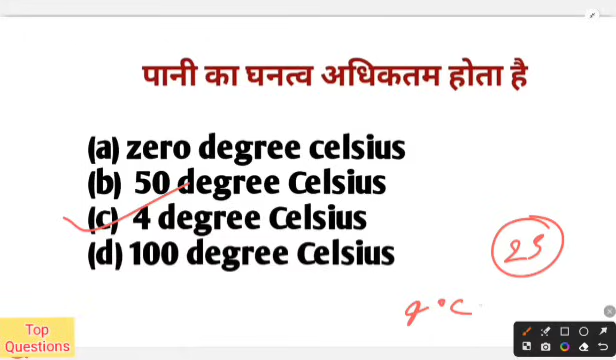 पानी का घनत्व अधिकतम होता है
(a) zero degree celsius
(b) 50 degree Celsius
(c) 4 degree Celsius
(d) 100 degree Celsius
25
4°C
Top
Questions